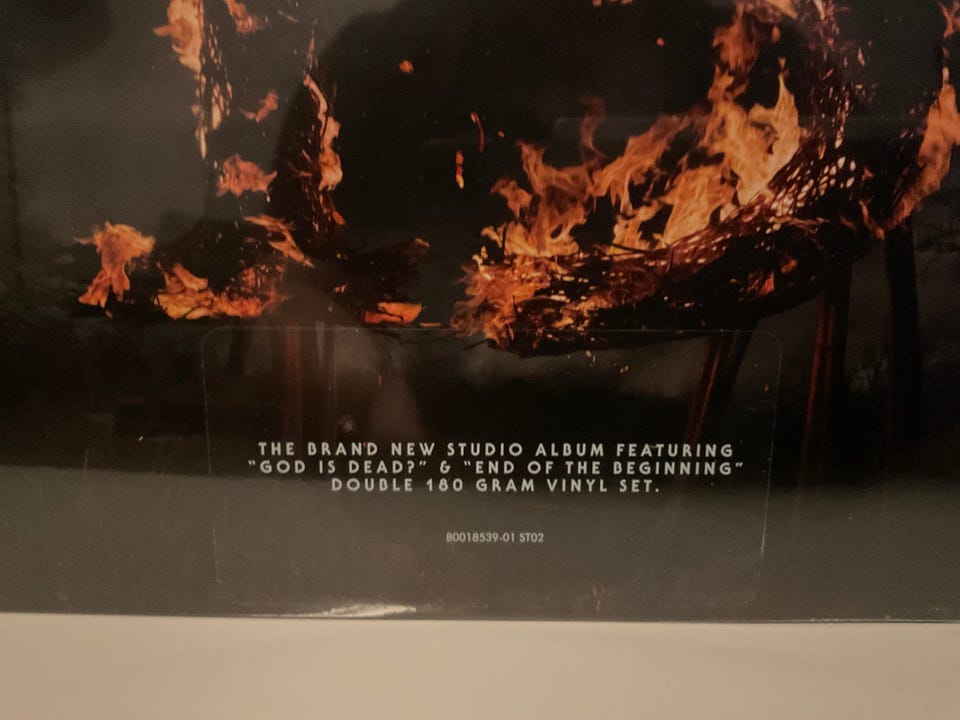 THE BRAND NEW STUDIO ALBUM FEATURING
"GOD IS DEAD?" & "END OF THE BEGINNING"
DOUBLE 180 GRAM VINYL SET.
B0018539-01 ST02